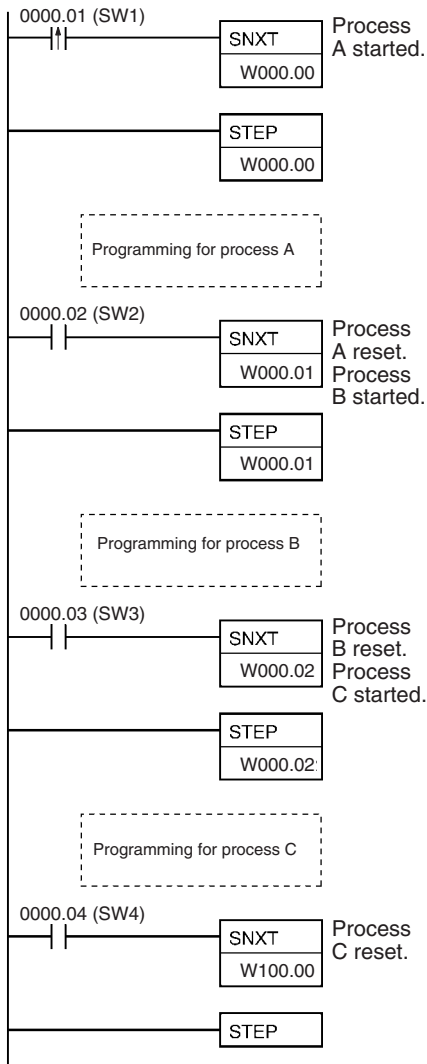 0000.01 (SW1)
SNXT
W000.00
Process
A started.
STEP
W000.00
Programming for process A
0000.02 (SW2)
SNXT
W000.01
Process
A reset.
Process
B started.
STEP
W000.01
Programming for process B
0000.03 (SW3)
SNXT
W000.02
Process
B reset.
Process
C started.
STEP
W000.02
Programming for process C
0000.04 (SW4)
SNXT
W100.00
Process
C reset.
STEP